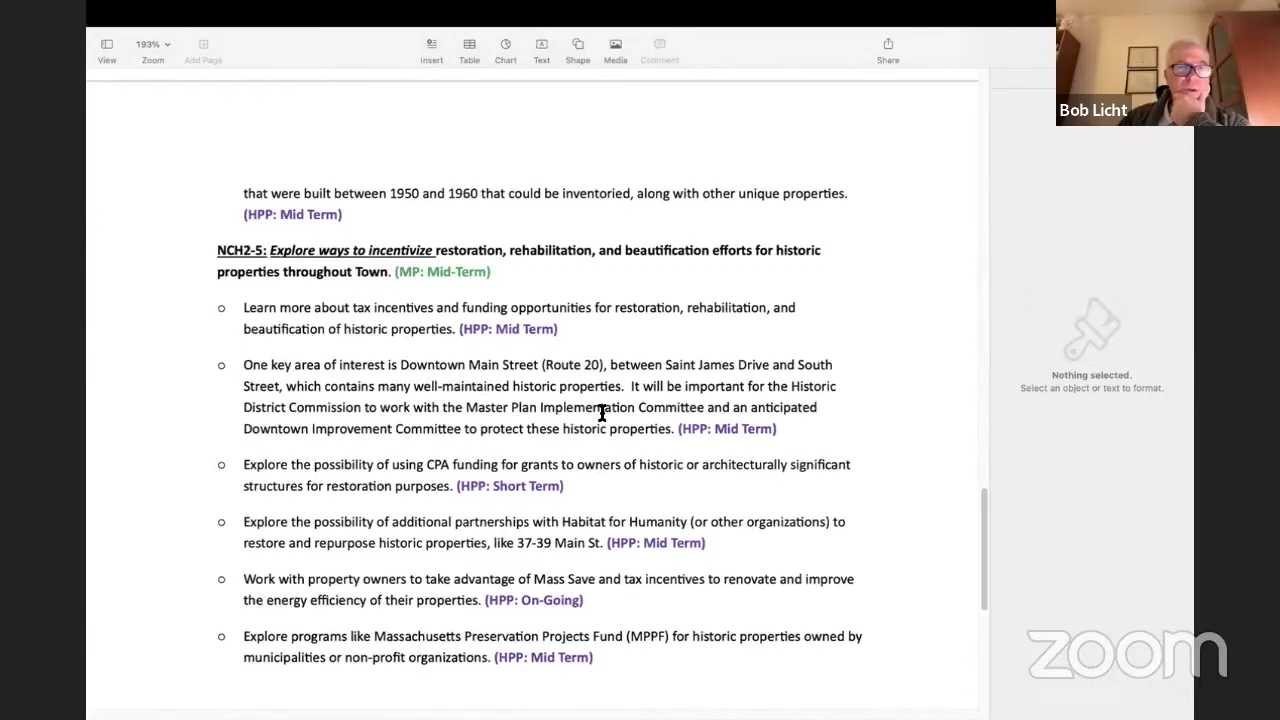 193%
View
Zoom
Add Page
Insert
Table
Chart
Text
Shape
Media
Comment
Share
Bob Licht
that were built between 1950 and 1960 that could be inventoried, along with other unique properties.
(HPP: Mid Term)
NCH2-5: Explore ways to incentivize restoration, rehabilitation, and beautification efforts for historic
properties throughout Town. (MP: Mid-Term)
○ Learn more about tax incentives and funding opportunities for restoration, rehabilitation, and
beautification of historic properties. (HPP: Mid Term)
○ One key area of interest is Downtown Main Street (Route 20), between Saint James Drive and South
Street, which contains many well-maintained historic properties. It will be important for the Historic
District Commission to work with the Master Plan Implementation Committee and an anticipated
Downtown Improvement Committee to protect these historic properties. (HPP: Mid Term)
○ Explore the possibility of using CPA funding for grants to owners of historic or architecturally significant
structures for restoration purposes. (HPP: Short Term)
○ Explore the possibility of additional partnerships with Habitat for Humanity (or other organizations) to
restore and repurpose historic properties, like 37-39 Main St. (HPP: Mid Term)
○ Work with property owners to take advantage of Mass Save and tax incentives to renovate and improve
the energy efficiency of their properties. (HPP: On-Going)
○ Explore programs like Massachusetts Preservation Projects Fund (MPPF) for historic properties owned by
municipalities or non-profit organizations. (HPP: Mid Term)
Nothing selected.
Select an object or text to format.
zoom